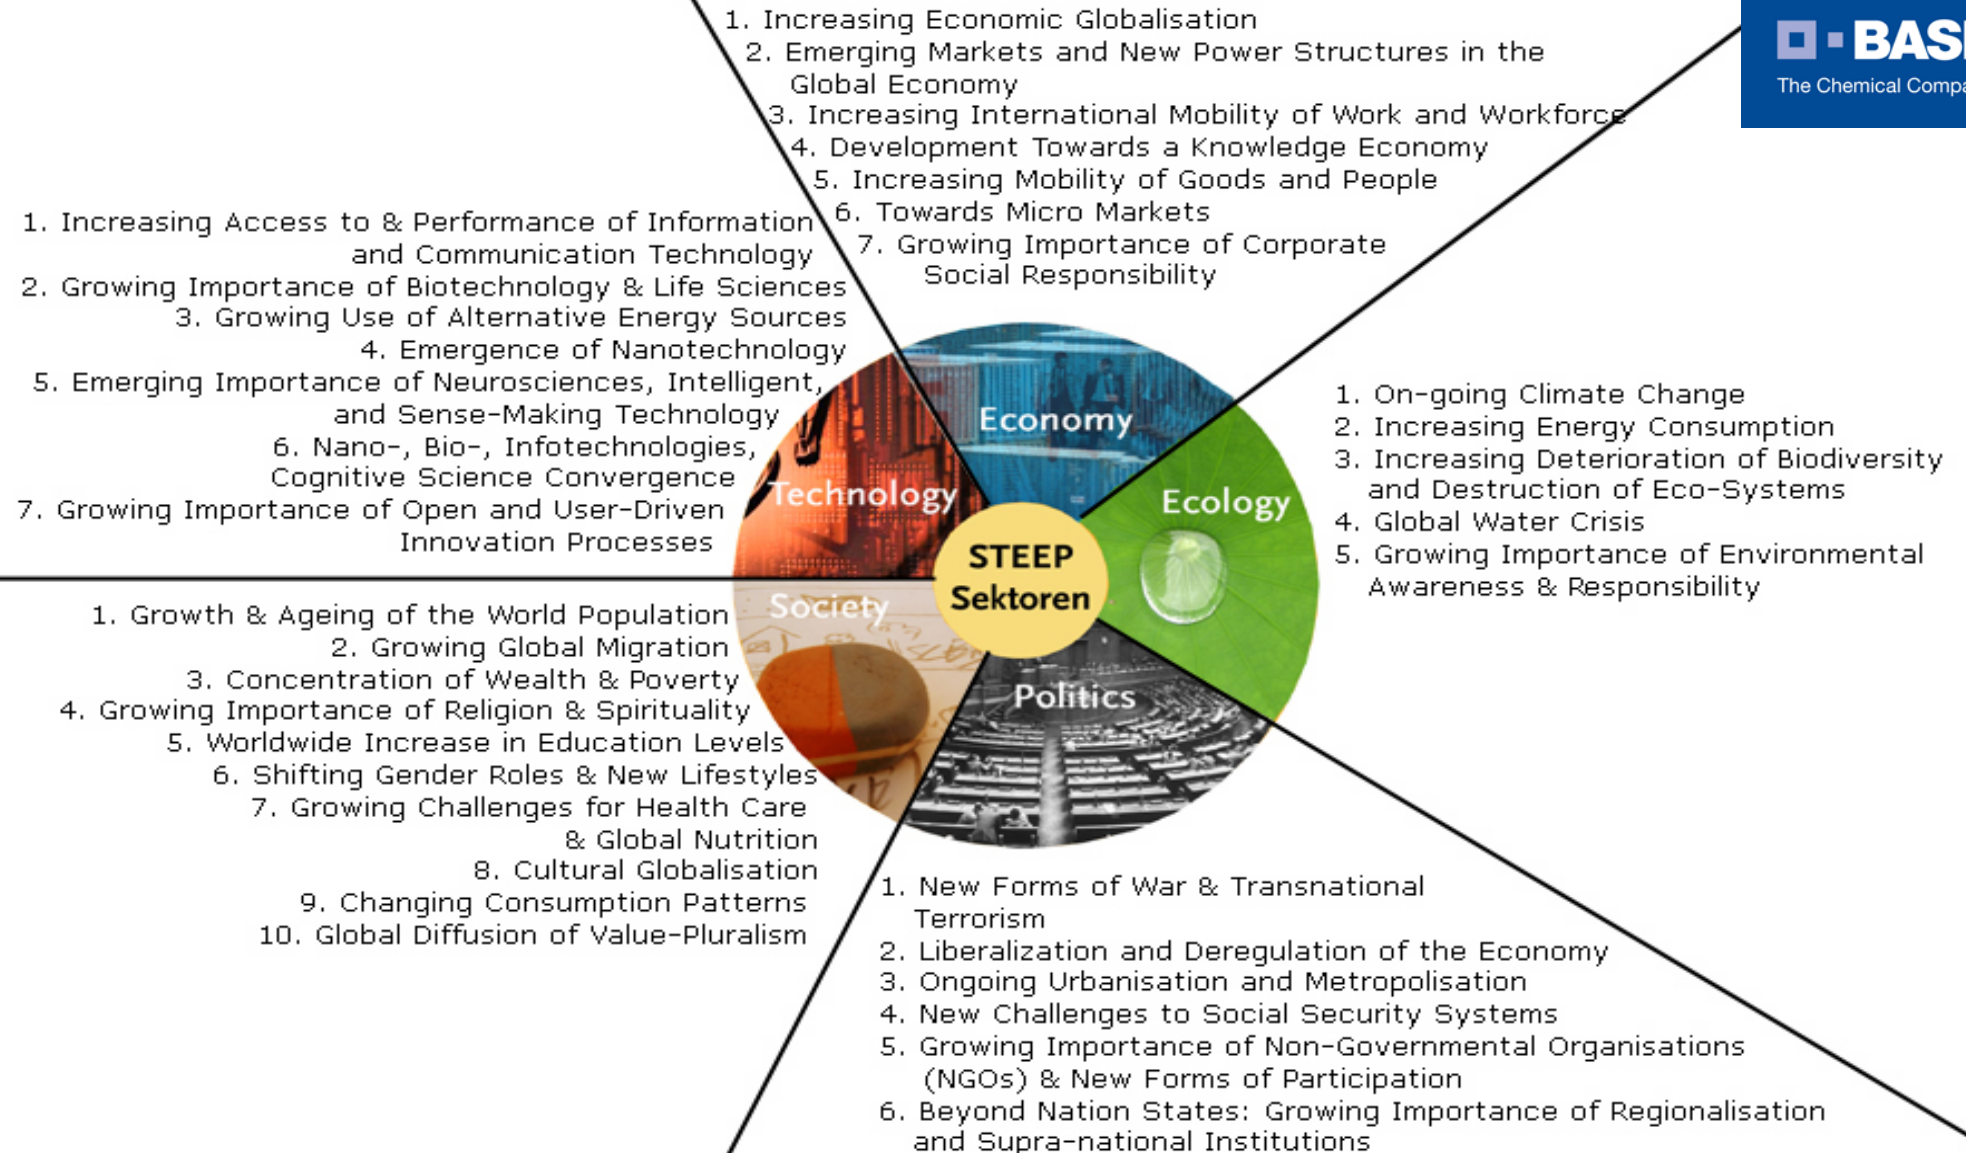 BASF
The Chemical Compa
1. Increasing Economic Globalisation
2. Emerging Markets and New Power Structures in the
Global Economy
3. Increasing International Mobility of Work and Workforce
4. Development Towards a Knowledge Economy
5. Increasing Mobility of Goods and People
6. Towards Micro Markets
7. Growing Importance of Corporate
Social Responsibility
1. Increasing Access to & Performance of Information
and Communication Technology
2. Growing Importance of Biotechnology & Life Sciences
3. Growing Use of Alternative Energy Sources
4. Emergence of Nanotechnology
5. Emerging Importance of Neurosciences, Intelligent,
and Sense-Making Technology
6. Nano-, Bio-, Infotechnologies,
Cognitive Science Convergence
7. Growing Importance of Open and User-Driven
Innovation Processes
Economy
Technology
Ecology
STEEP
Sektoren
Society
Politics
1. On-going Climate Change
2. Increasing Energy Consumption
3. Increasing Deterioration of Biodiversity
and Destruction of Eco-Systems
4. Global Water Crisis
5. Growing Importance of Environmental
Awareness & Responsibility
1. Growth & Ageing of the World Population
2. Growing Global Migration
3. Concentration of Wealth & Poverty
4. Growing Importance of Religion & Spirituality
5. Worldwide Increase in Education Levels
6. Shifting Gender Roles & New Lifestyles
7. Growing Challenges for Health Care
& Global Nutrition
8. Cultural Globalisation
9. Changing Consumption Patterns
10. Global Diffusion of Value-Pluralism
1. New Forms of War & Transnational
Terrorism
2. Liberalization and Deregulation of the Economy
3. Ongoing Urbanisation and Metropolisation
4. New Challenges to Social Security Systems
5. Growing Importance of Non-Governmental Organisations
(NGOs) & New Forms of Participation
6. Beyond Nation States: Growing Importance of Regionalisation
and Supra-national Institutions